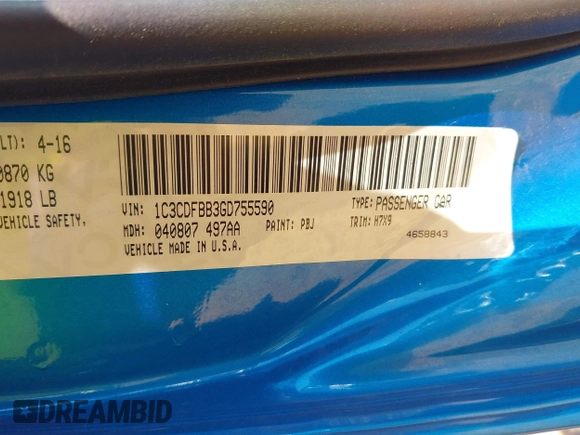 LT): 4-16
0870 KG
1918 LB
VEHICLE SAFETY,
VIN: 1C3CDFBB3GD755590
TYPE: PASSENGER CAR
MDH: 040807 497AA
PAINT: PBJ
TRIM: H7X9
VEHICLE MADE IN U.S.A.
4658843
DREAMBID